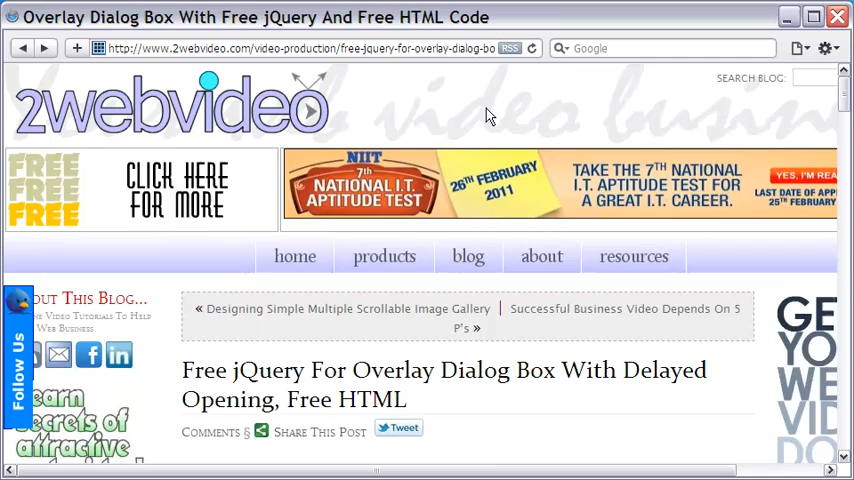 Overlay Dialog Box With Free jQuery And Free HTML Code
http://www.2webvideo.com/video-production/free-jquery-for-overlay-dialog-bo RSS
Google
SEARCH BLOG:
2webvideo
web video busine
FREE
FREE
FREE
CLICK HERE
FOR MORE
NIIT
7th
NATIONAL I.T.
APTITUDE TEST
26th FEBRUARY
2011
TAKE THE 7TH NATIONAL
I.T. APTITUDE TEST FOR
A GREAT I.T. CAREER.
YES, I'M REA
LAST DATE OF APP
25th FEBRUARY
home products blog about resources
OUT THIS BLOG...
NE VIDEO TUTORIALS TO HELP
WEB BUSINESS
Follow Us
Learn
secrets of
attractive
« Designing Simple Multiple Scrollable Image Gallery | Successful Business Video Depends On 5
P's »
Free jQuery For Overlay Dialog Box With Delayed
Opening, Free HTML
COMMENTS § SHARE THIS POST Tweet
GE
YO
WE
VID
DO